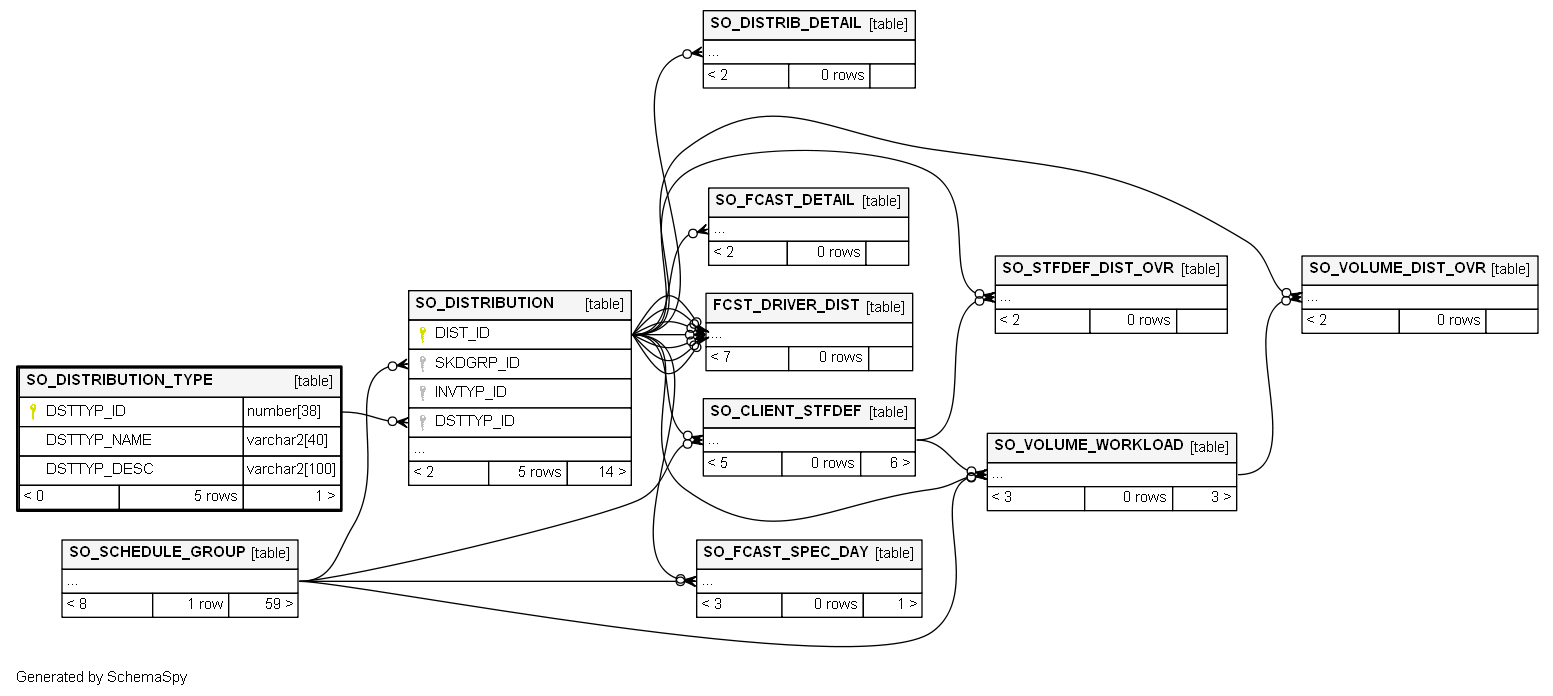 SO_DISTRIB_DETAIL [table]
...
< 2 0 rows
SO_FCAST_DETAIL [table]
...
< 2 0 rows
SO_STFDEF_DIST_OVR [table]
...
< 2 0 rows
SO_VOLUME_DIST_OVR [table]
...
< 2 0 rows
SO_DISTRIBUTION [table]
DIST_ID
SKDGRP_ID
INVTYP_ID
DSTTYP_ID
...
< 2 5 rows 14 >
FCST_DRIVER_DIST [table]
...
< 7 0 rows
SO_DISTRIBUTION_TYPE [table]
DSTTYP_ID number[38]
DSTTYP_NAME varchar2[40]
DSTTYP_DESC varchar2[100]
< 0 5 rows 1 >
SO_CLIENT_STFDEF [table]
...
< 5 0 rows 6 >
SO_VOLUME_WORKLOAD [table]
...
< 3 0 rows 3 >
SO_SCHEDULE_GROUP [table]
...
< 8 1 row 59 >
SO_FCAST_SPEC_DAY [table]
...
< 3 0 rows 1 >
Generated by SchemaSpy